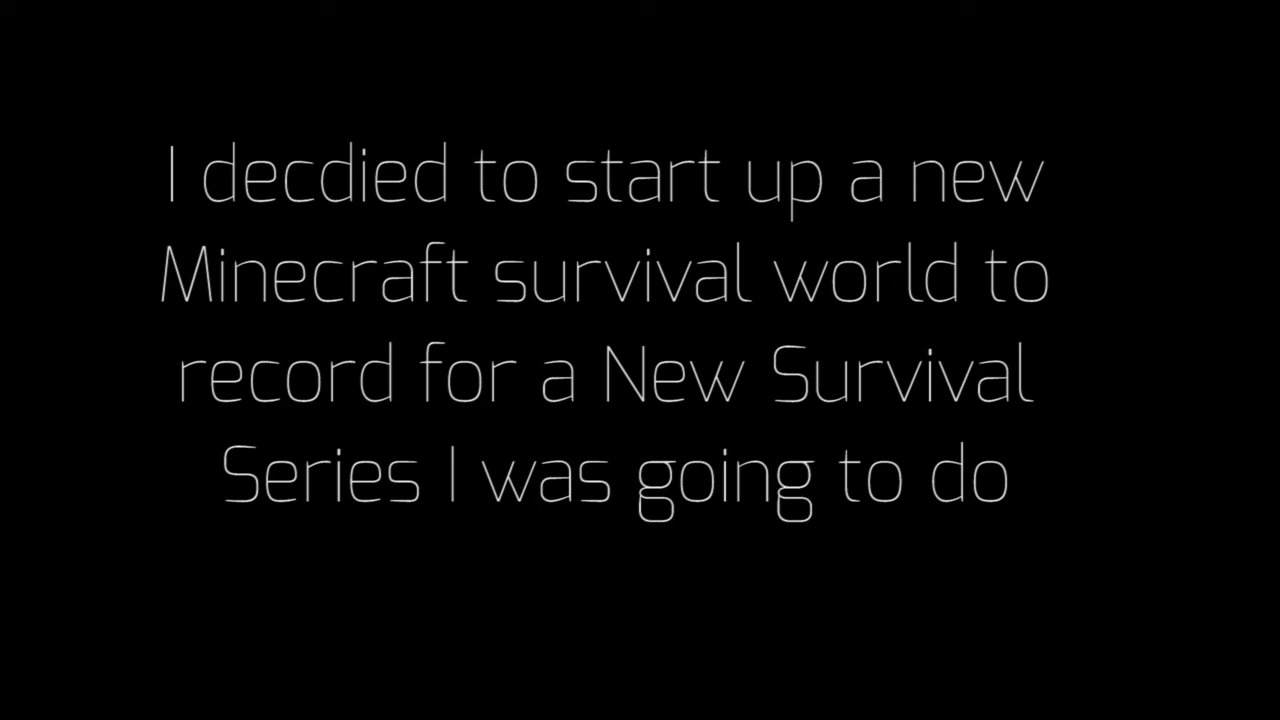 I decdied to start up a new
Minecraft survival world to
record for a New Survival
Series I was going to do